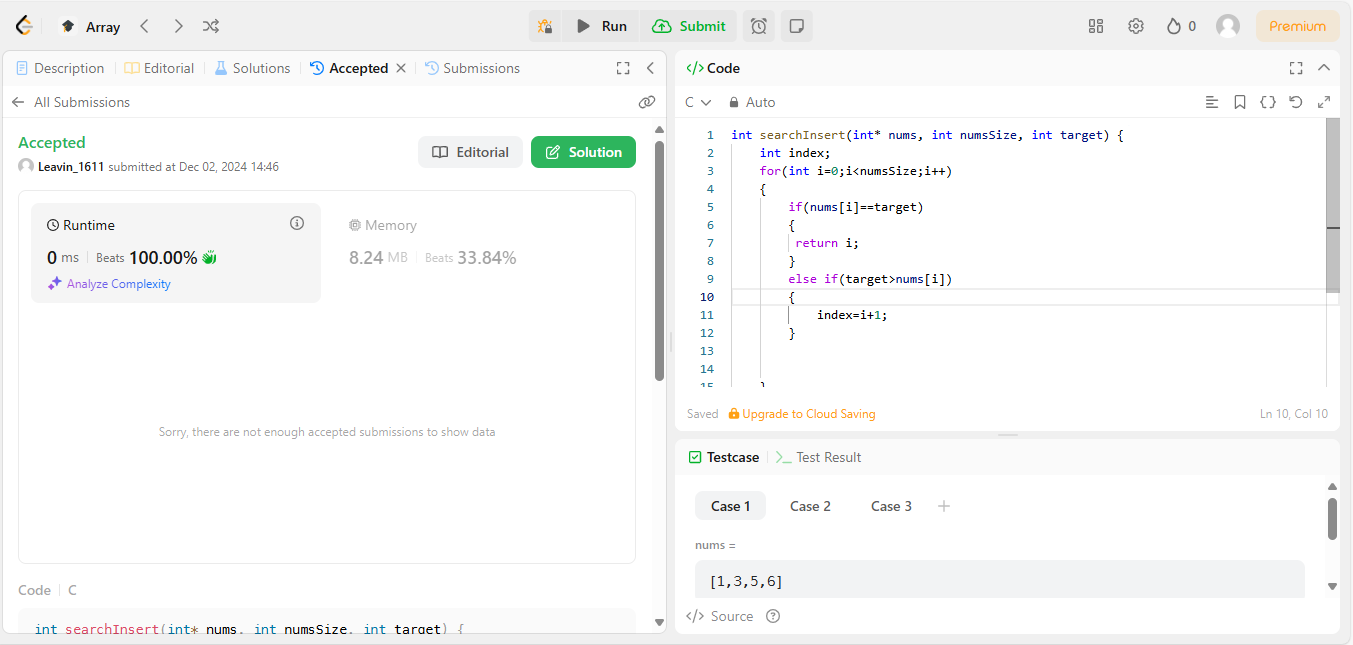 Array
Run
Submit
0
Premium
Description
Editorial
Solutions
Accepted
Submissions
All Submissions
Accepted
Leavin_1611 submitted at Dec 02, 2024 14:46
Editorial
Solution
Runtime
0 ms Beats 100.00%
Analyze Complexity
Memory
8.24 MB Beats 33.84%
Sorry, there are not enough accepted submissions to show data
Code C
int searchInsert(int* nums, int numsSize, int target) {
</> Code
C Auto
1 int searchInsert(int* nums, int numsSize, int target) {
2 int index;
3 for(int i=0;i<numsSize;i++)
4 {
5 if(nums[i]==target)
6 {
7 return i;
8 }
9 else if(target>nums[i])
10 {
11 index=i+1;
12 }
13
14
15 }
Saved Upgrade to Cloud Saving
Ln 10, Col 10
Testcase
>_ Test Result
Case 1
Case 2
Case 3
+
nums =
[1,3,5,6]
</> Source ?